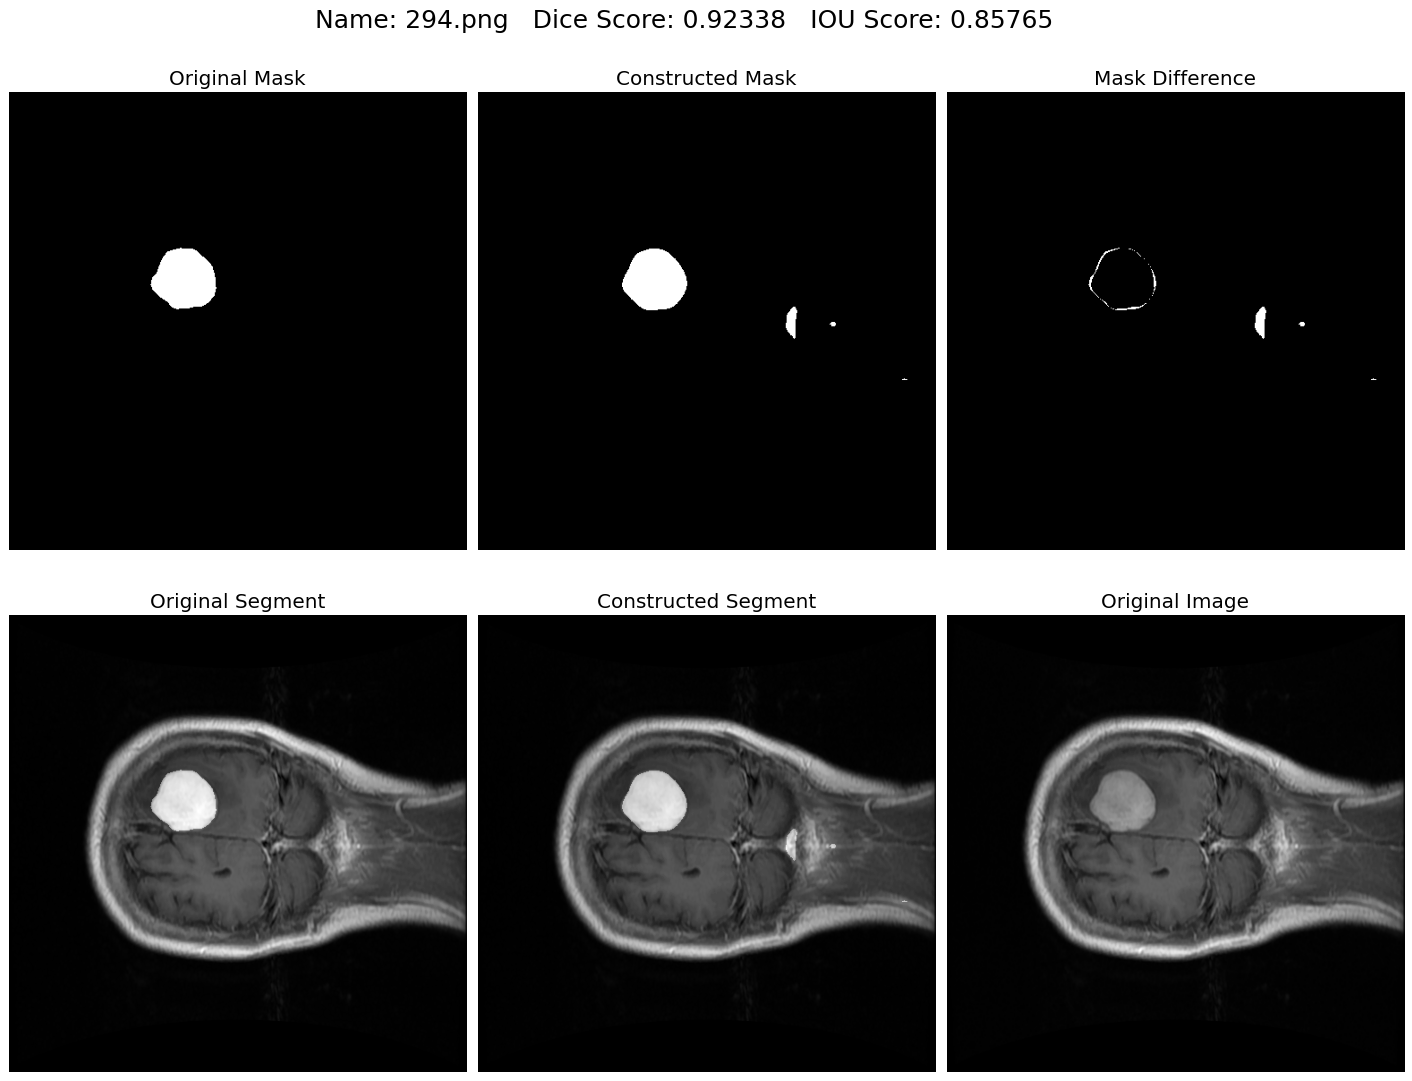 Name: 294.png   Dice Score: 0.92338   IOU Score: 0.85765
Original Mask
Constructed Mask
Mask Difference
Original Segment
Constructed Segment
Original Image